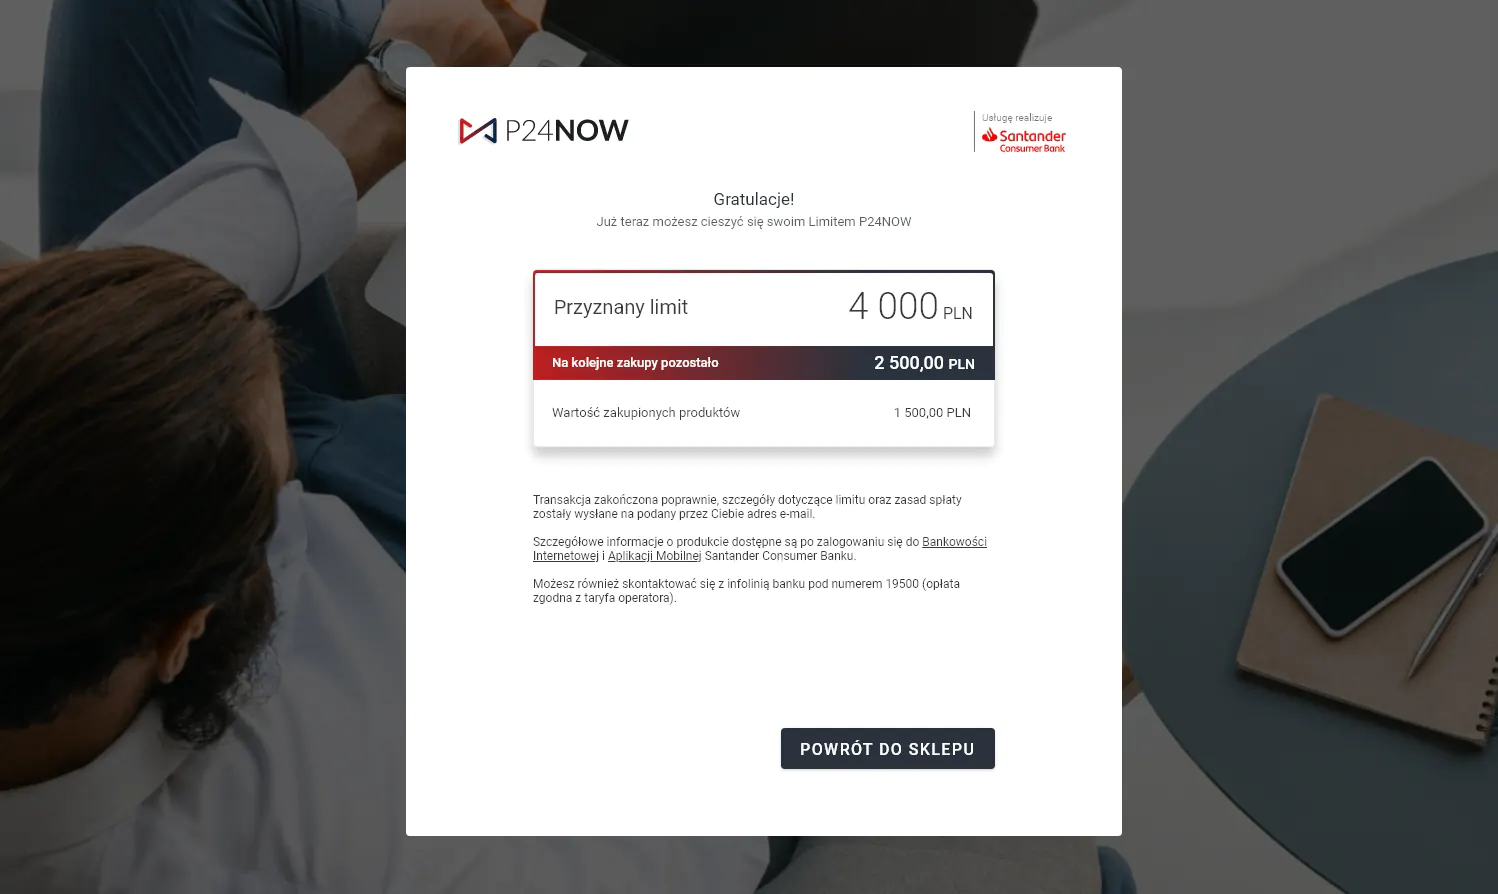 P24NOW
Usługę realizuje
Santander
Consumer Bank
Gratulacje!
Już teraz możesz cieszyć się swoim Limitem P24NOW
Przyznany limit 4 000 PLN
Na kolejne zakupy pozostało 2 500,00 PLN
Wartość zakupionych produktów 1 500,00 PLN
Transakcja zakończona poprawnie, szczegóły dotyczące limitu oraz zasad spłaty
zostały wysłane na podany przez Ciebie adres e-mail.
Szczegółowe informacje o produkcie dostępne są po zalogowaniu się do Bankowości
Internetowej i Aplikacji Mobilnej Santander Consumer Banku.
Możesz również skontaktować się z infolinią banku pod numerem 19500 (opłata
zgodna z taryfa operatora).
POWRÓT DO SKLEPU